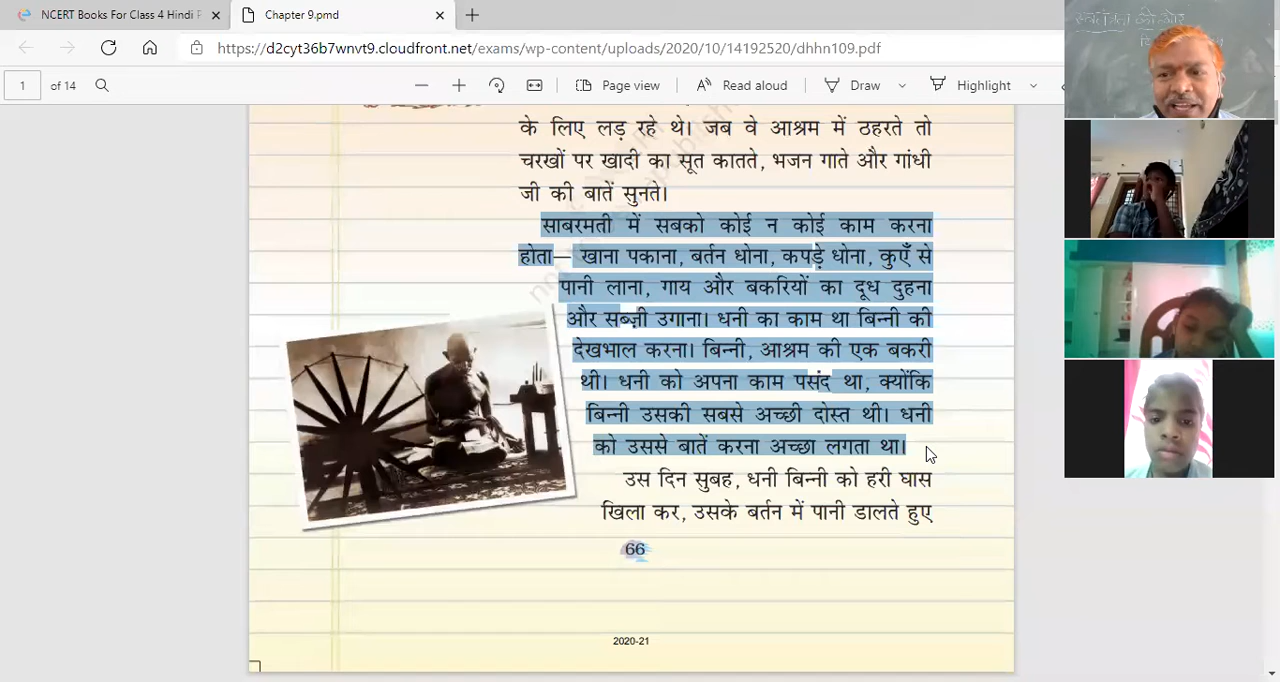 NCERT Books For Class 4 Hindi P
Chapter 9.pmd
https://d2cyt36b7wnvt9.cloudfront.net/exams/wp-content/uploads/2020/10/14192520/dhhn109.pdf
1 of 14
Page view
Read aloud
Draw
Highlight
के लिए लड़ रहे थे। जब वे आश्रम में ठहरते तो
चरखों पर खादी का सूत कातते, भजन गाते और गांधी
जी की बातें सुनते।
साबरमती में सबको कोई न कोई काम करना
होता— खाना पकाना, बर्तन धोना, कपड़े धोना, कुएँ से
पानी लाना, गाय और बकरियों का दूध दुहना
और सब्ज़ी उगाना। धनी का काम था बिन्नी की
देखभाल करना। बिन्नी, आश्रम की एक बकरी
थी। धनी को अपना काम पसंद था, क्योंकि
बिन्नी उसकी सबसे अच्छी दोस्त थी। धनी
को उससे बातें करना अच्छा लगता था।
उस दिन सुबह, धनी बिन्नी को हरी घास
खिला कर, उसके बर्तन में पानी डालते हुए
66
2020-21